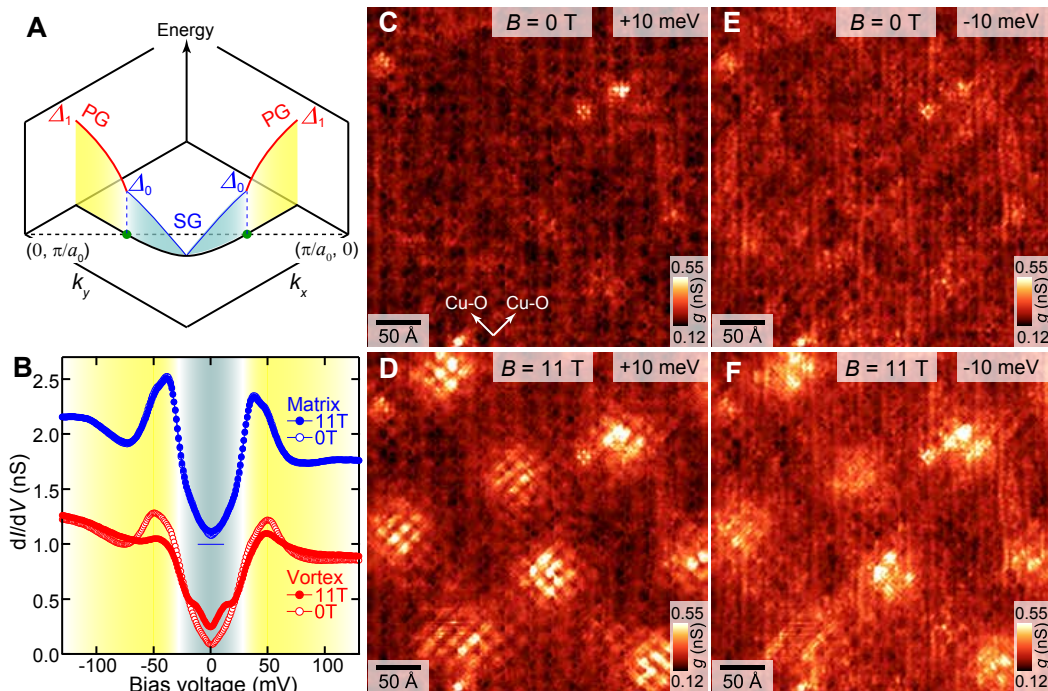 A
Energy
Δ1
PG
PG
Δ1
Δ0
Δ0
SG
(0, π/a0)
(π/a0, 0)
ky
kx
B
2.5
2.0
1.5
1.0
0.5
0.0
dI/dV (nS)
Matrix
11T
0T
Vortex
11T
0T
-100
-50
0
50
100
Bias voltage (mV)
C
B = 0 T
+10 meV
Cu-O
Cu-O
50 Å
0.55
g (nS)
0.12
E
B = 0 T
-10 meV
50 Å
0.55
g (nS)
0.12
D
B = 11 T
+10 meV
50 Å
0.55
g (nS)
0.12
F
B = 11 T
-10 meV
50 Å
0.55
g (nS)
0.12